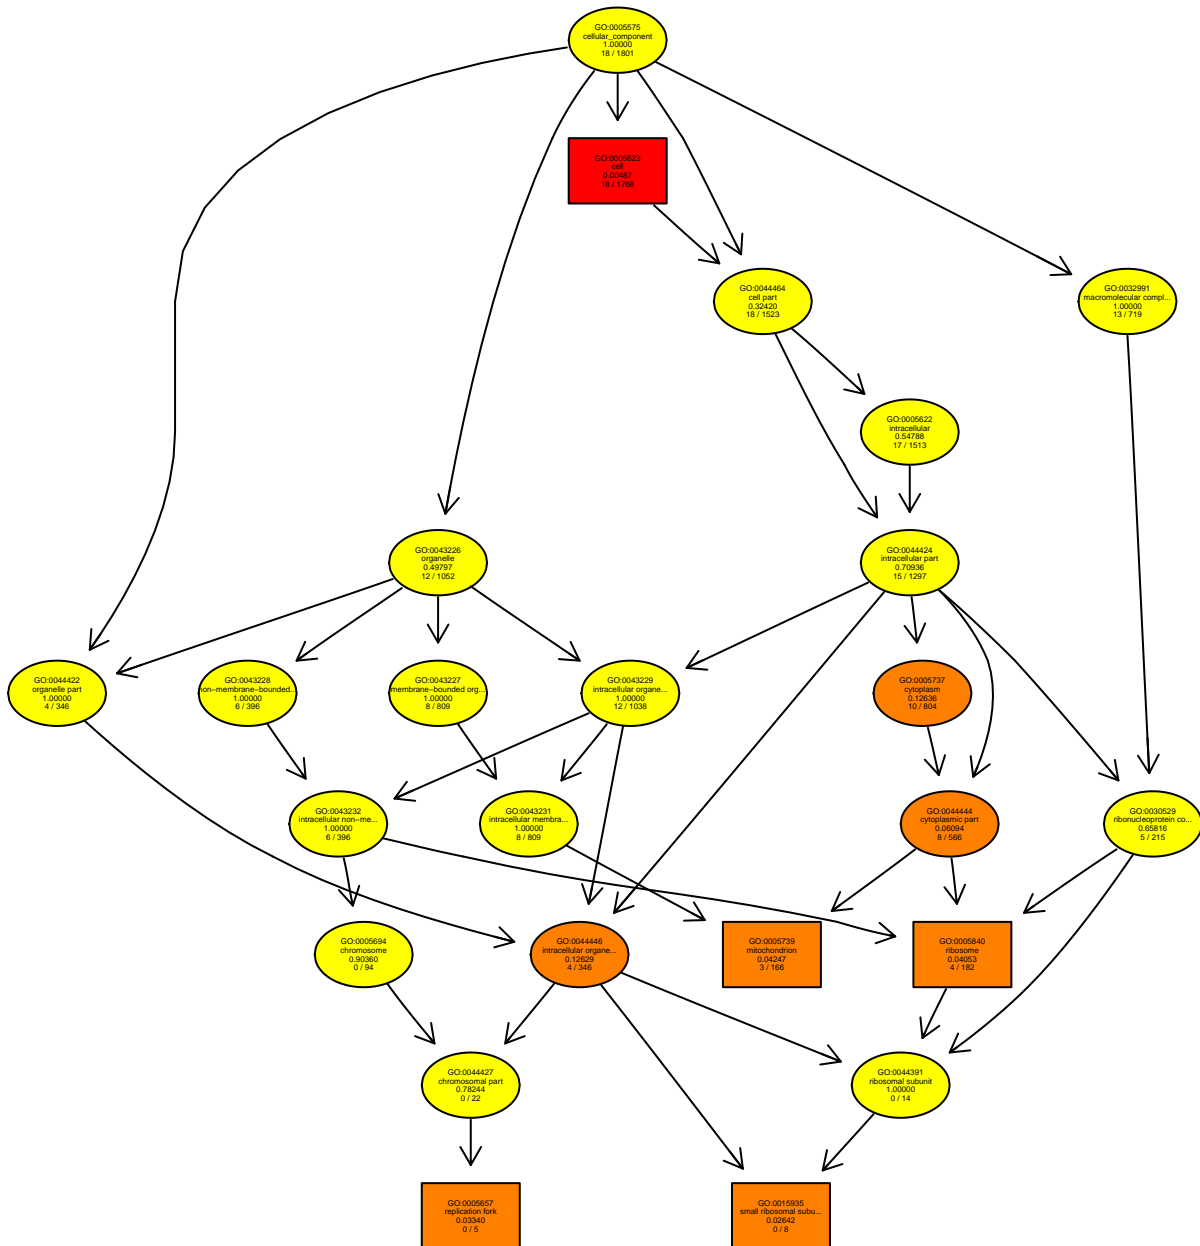 GO:0005575
cellular_component
1.00000
18 / 1801
GO:0005623
cell
0.00487
18 / 1768
GO:0044464
cell part
0.32420
18 / 1523
GO:0032991
macromolecular compl...
1.00000
13 / 719
GO:0005622
intracellular
0.54788
17 / 1513
GO:0043226
organelle
0.49797
12 / 1052
GO:0044424
intracellular part
0.70936
15 / 1297
GO:0044422
organelle part
1.00000
4 / 346
GO:0043228
non−membrane−bounded...
1.00000
6 / 396
GO:0043227
membrane−bounded org...
1.00000
8 / 809
GO:0043229
intracellular organe...
1.00000
12 / 1038
GO:0005737
cytoplasm
0.12636
10 / 804
GO:0043232
intracellular non−me...
1.00000
6 / 396
GO:0043231
intracellular membra...
1.00000
8 / 809
GO:0044444
cytoplasmic part
0.06094
8 / 566
GO:0030529
ribonucleoprotein co...
0.65816
5 / 215
GO:0005694
chromosome
0.90360
0 / 94
GO:0044446
intracellular organe...
0.12629
4 / 346
GO:0005739
mitochondrion
0.04247
3 / 166
GO:0005840
ribosome
0.04053
4 / 182
GO:0044427
chromosomal part
0.78244
0 / 22
GO:0044391
ribosomal subunit
1.00000
0 / 14
GO:0005657
replication fork
0.03340
0 / 5
GO:0015935
small ribosomal subu...
0.02642
0 / 8